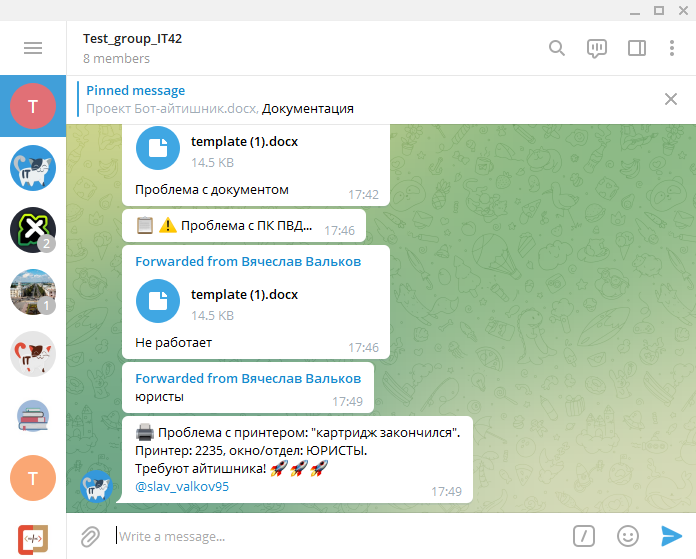 Test_group_IT42
8 members
Pinned message
Проект Бот-айтишник.docx, Документация
T
template (1).docx
14.5 KB
Проблема с документом
17:42
Проблема с ПК ПВД...
17:46
2
Forwarded from Вячеслав Вальков
template (1).docx
14.5 KB
1
Не работает
17:46
IT
Forwarded from Вячеслав Вальков
юристы
17:49
Проблема с принтером: "картридж закончился".
Принтер: 2235, окно/отдел: ЮРИСТЫ.
Требуют айтишника! 🚀🚀🚀
@slav_valkov95
17:49
T
IT
Write a message...